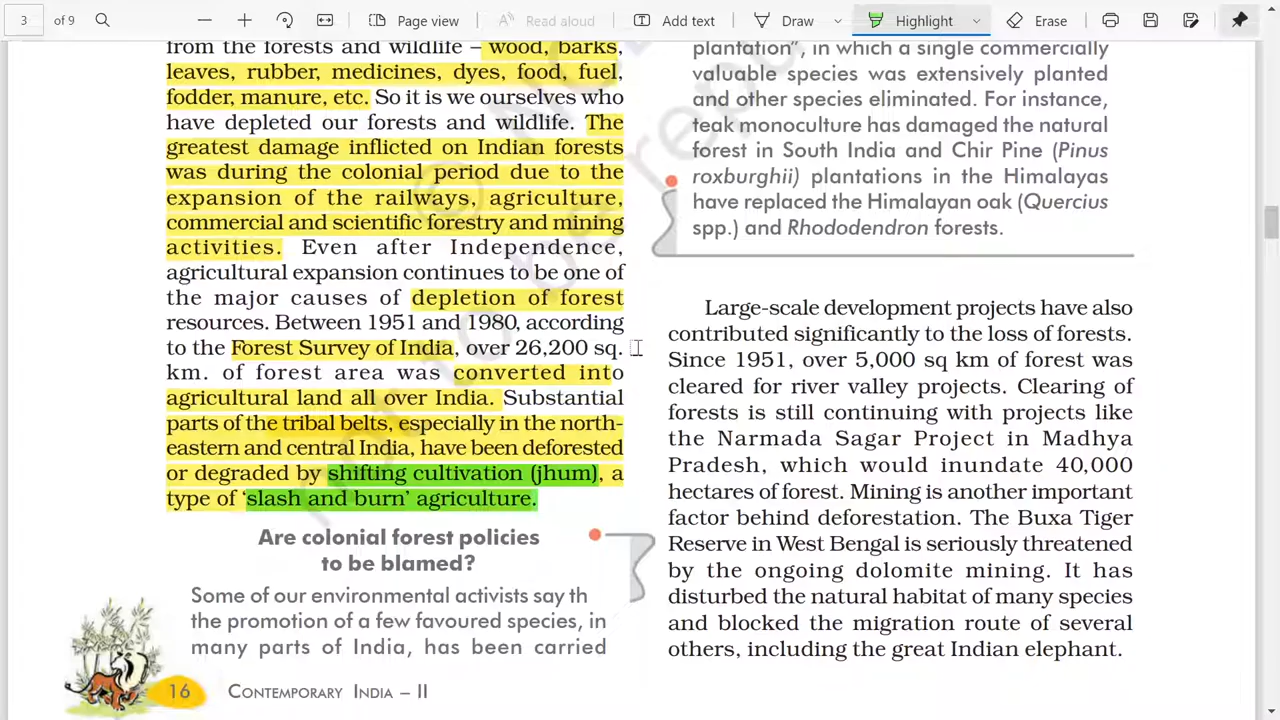 3 of 9
Page view
Read aloud
Add text
Draw
Highlight
Erase
from the forests and wildlife – wood, barks,
leaves, rubber, medicines, dyes, food, fuel,
fodder, manure, etc. So it is we ourselves who
have depleted our forests and wildlife. The
greatest damage inflicted on Indian forests
was during the colonial period due to the
expansion of the railways, agriculture,
commercial and scientific forestry and mining
activities. Even after Independence,
agricultural expansion continues to be one of
the major causes of depletion of forest
resources. Between 1951 and 1980, according
to the Forest Survey of India, over 26,200 sq.
km. of forest area was converted into
agricultural land all over India. Substantial
parts of the tribal belts, especially in the north-
eastern and central India, have been deforested
or degraded by shifting cultivation (jhum), a
type of ‘slash and burn’ agriculture.
Are colonial forest policies
to be blamed?
Some of our environmental activists say th
the promotion of a few favoured species, in
many parts of India, has been carried
16 Contemporary India – II
plantation”, in which a single commercially
valuable species was extensively planted
and other species eliminated. For instance,
teak monoculture has damaged the natural
forest in South India and Chir Pine (Pinus
roxburghii) plantations in the Himalayas
have replaced the Himalayan oak (Quercius
spp.) and Rhododendron forests.
Large-scale development projects have also
contributed significantly to the loss of forests.
Since 1951, over 5,000 sq km of forest was
cleared for river valley projects. Clearing of
forests is still continuing with projects like
the Narmada Sagar Project in Madhya
Pradesh, which would inundate 40,000
hectares of forest. Mining is another important
factor behind deforestation. The Buxa Tiger
Reserve in West Bengal is seriously threatened
by the ongoing dolomite mining. It has
disturbed the natural habitat of many species
and blocked the migration route of several
others, including the great Indian elephant.